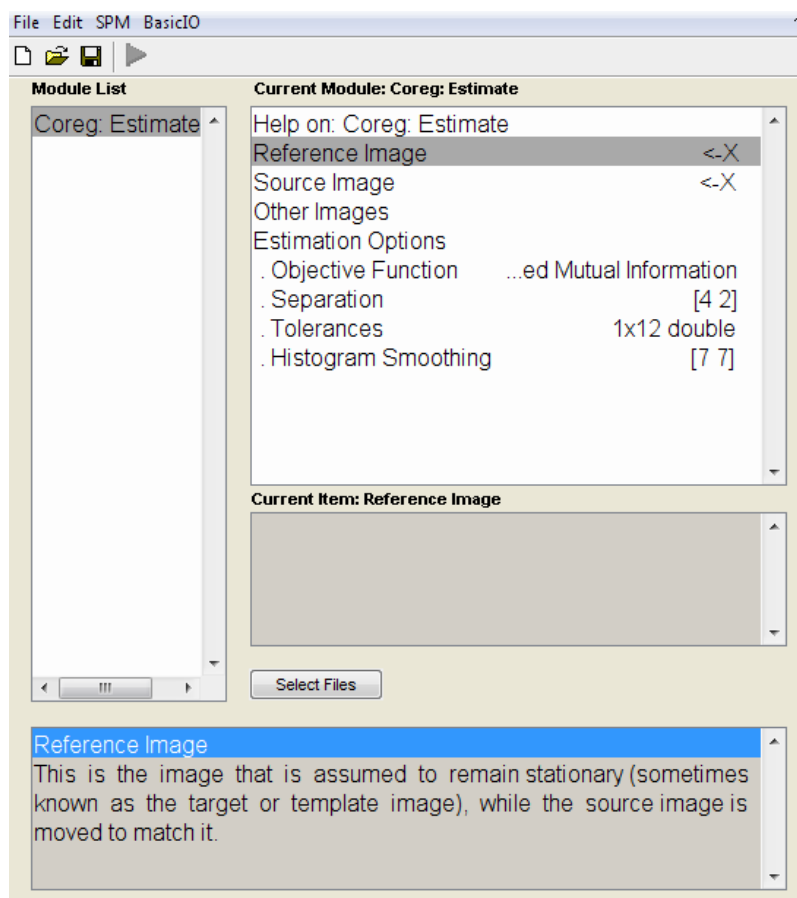 File Edit SPM BasicIO
Module List
Current Module: Coreg: Estimate
Coreg: Estimate
Help on: Coreg: Estimate
Reference Image <-X
Source Image <-X
Other Images
Estimation Options
. Objective Function ...ed Mutual Information
. Separation [4 2]
. Tolerances 1x12 double
. Histogram Smoothing [7 7]
Current Item: Reference Image
Select Files
Reference Image
This is the image that is assumed to remain stationary (sometimes
known as the target or template image), while the source image is
moved to match it.